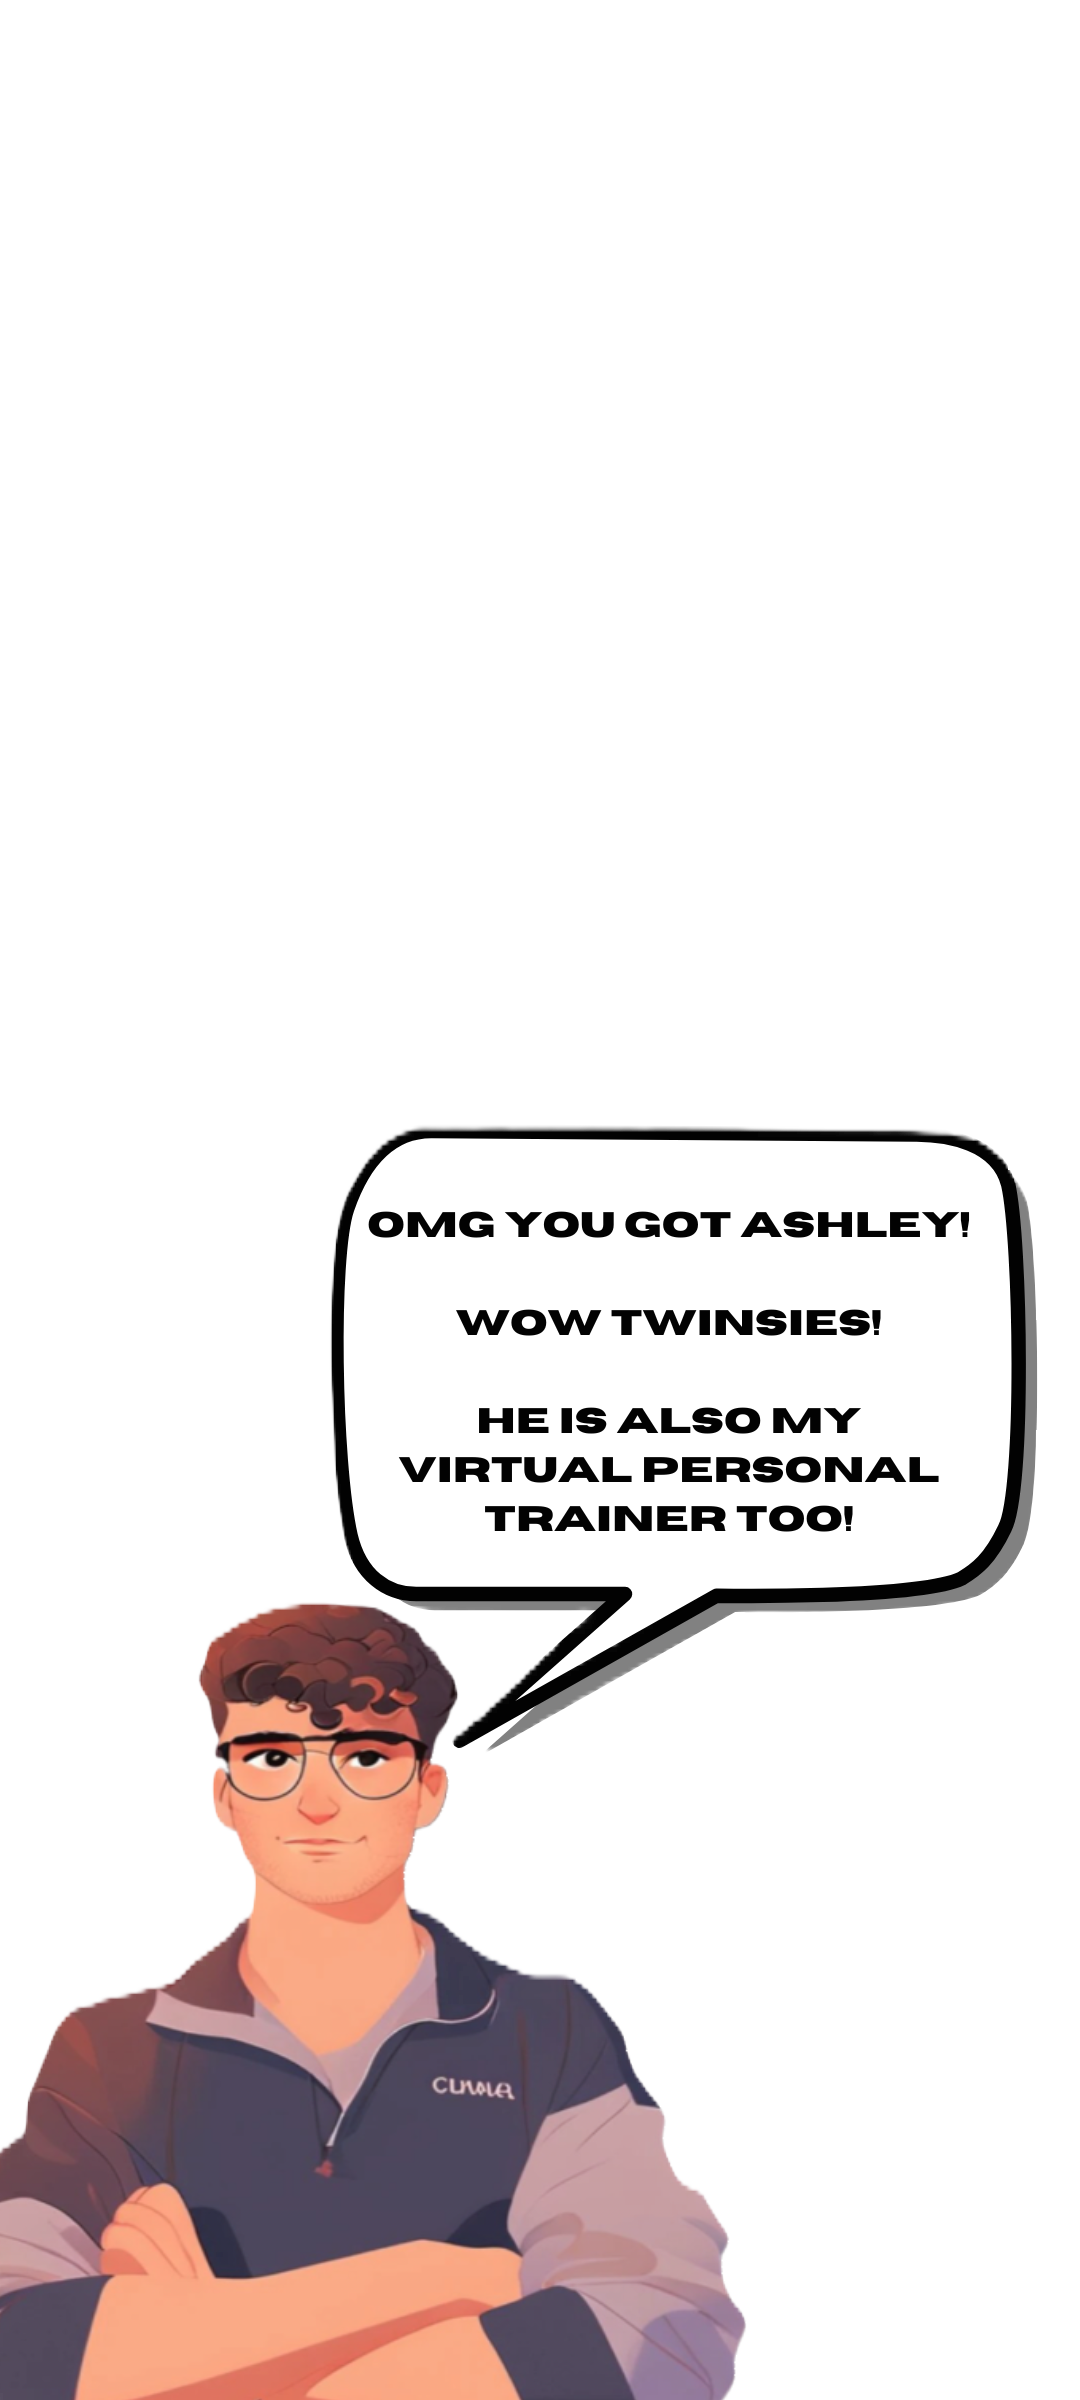 OMG YOU GOT ASHLEY!
WOW TWINSIES!
HE IS ALSO MY
VIRTUAL PERSONAL
TRAINER TOO!